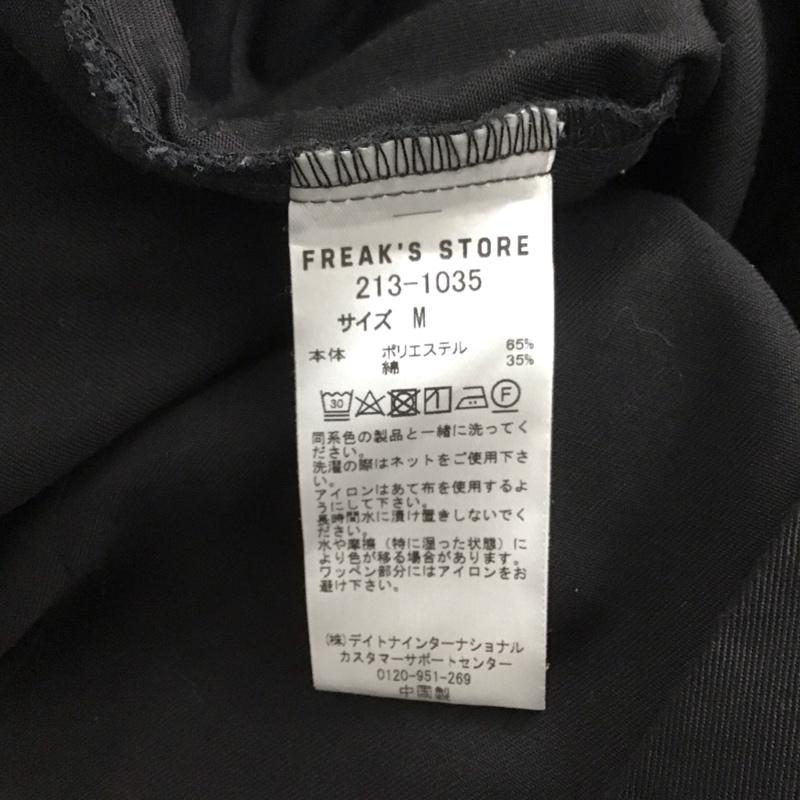 FREAK'S STORE
213-1035
サイズ M
本体 ポリエステル 65%
綿 35%
30 F
同系色の製品と一緒に洗ってく
ださい。
洗濯の際はネットをご使用下さ
い。
アイロンはあて布を使用するよ
うにして下さい。
長時間水に漬け置きしないでく
ださい。
水や摩擦（特に湿った状態）に
より色が移る場合があります。
ワッペン部分にはアイロンをお
避け下さい。
(株)デイトナインターナショナル
カスタマーサポートセンター
0120-951-269
中国製